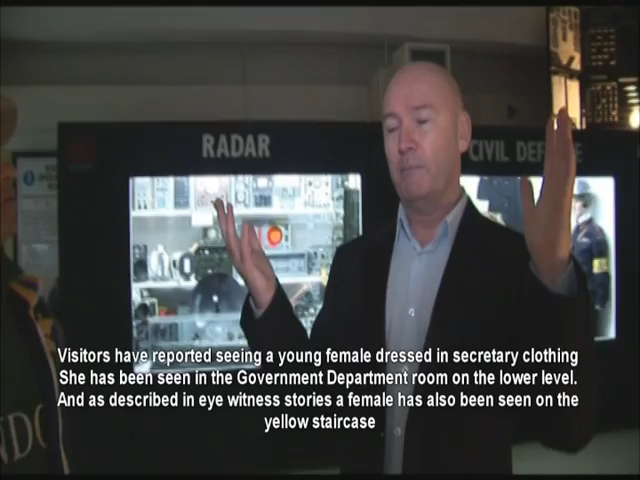 RADAR
CIVIL DEFE E
Visitors have reported seeing a young female dressed in secretary clothing
She has been seen in the Government Department room on the lower level.
And as described in eye witness stories a female has also been seen on the
yellow staircase